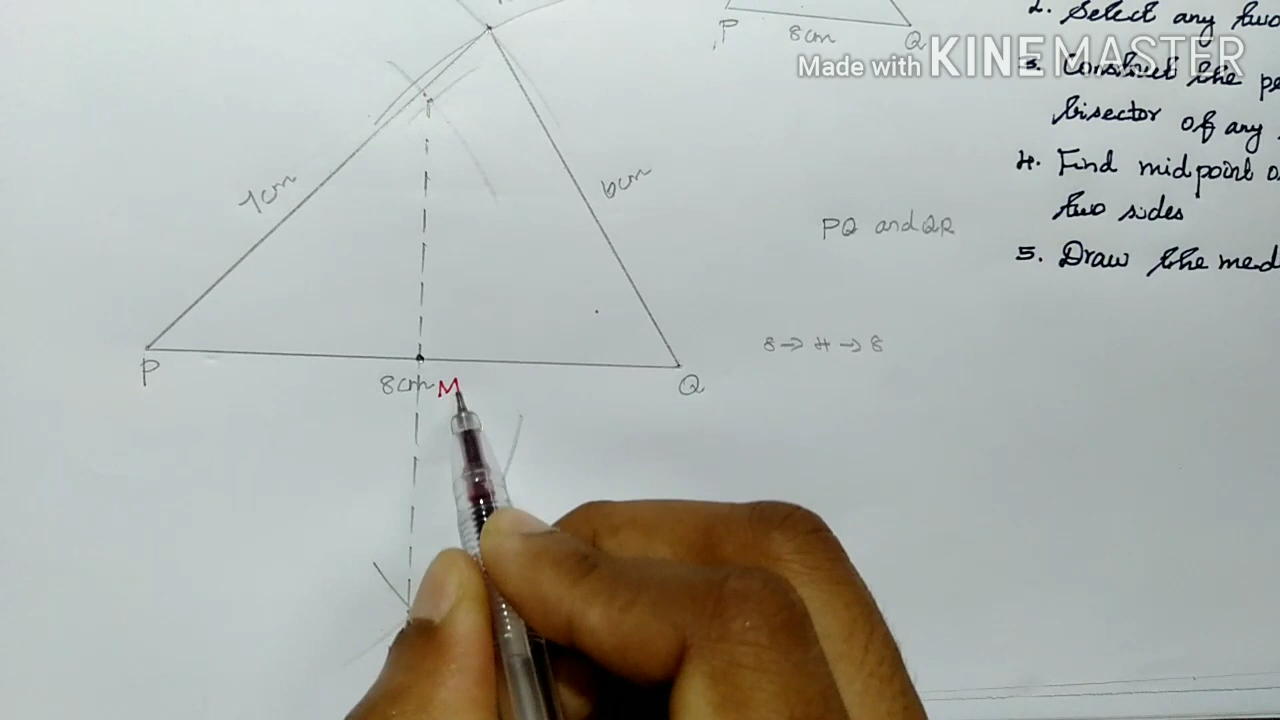 P
8cm
Q
Made with KINEMASTER
2. Select any two
3. Construct the pe
bisector of any
4. Find midpoint o
two sides
5. Draw the med
7cm
6cm
PQ and QR
8 → 4 → 8
P
8cm M
Q